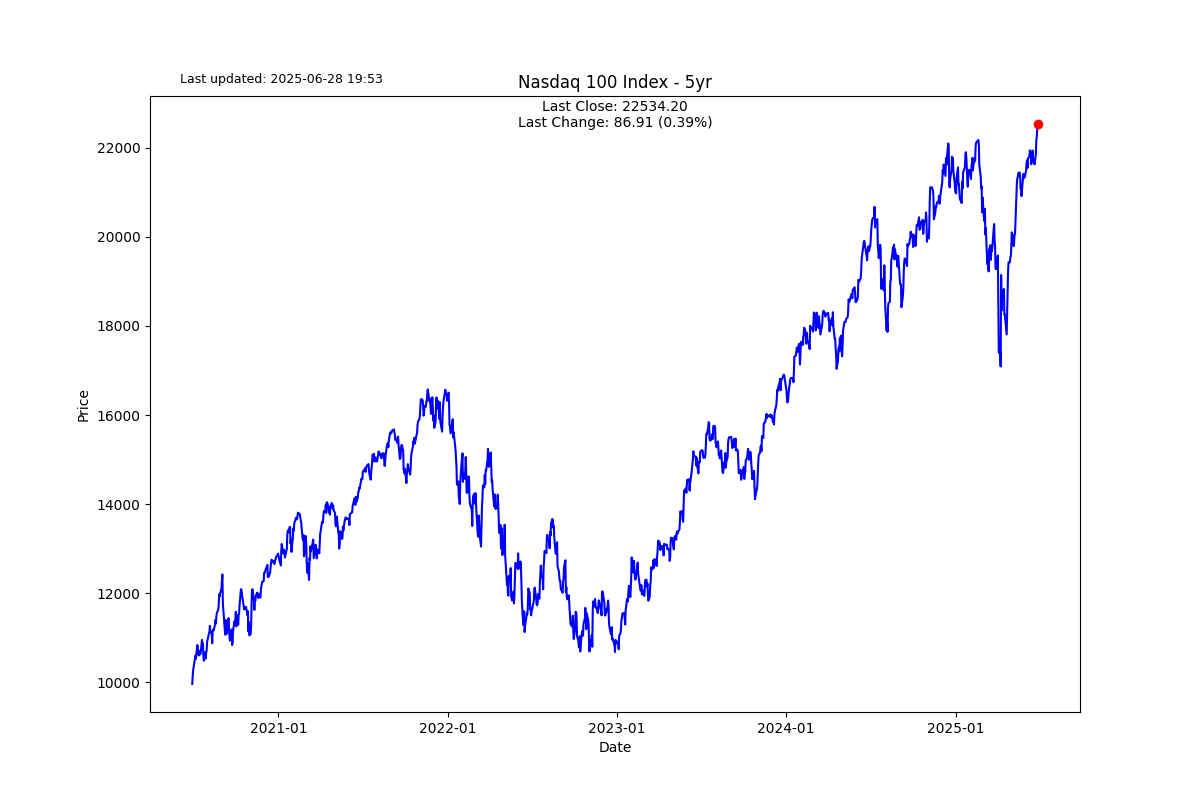 Last updated: 2025-06-28 19:53
Nasdaq 100 Index - 5yr
Last Close: 22534.20
Last Change: 86.91 (0.39%)
22000
20000
18000
16000
14000
12000
10000
Price
2021-01
2022-01
2023-01
2024-01
2025-01
Date